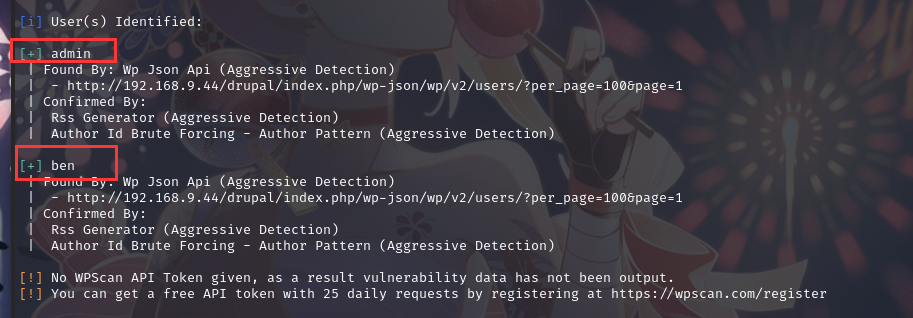 [i] User(s) Identified:
[+] admin
| Found By: Wp Json Api (Aggressive Detection)
|  - http://192.168.9.44/drupal/index.php/wp-json/wp/v2/users/?per_page=100&page=1
| Confirmed By:
|  Rss Generator (Aggressive Detection)
|  Author Id Brute Forcing - Author Pattern (Aggressive Detection)
[+] ben
| Found By: Wp Json Api (Aggressive Detection)
|  - http://192.168.9.44/drupal/index.php/wp-json/wp/v2/users/?per_page=100&page=1
| Confirmed By:
|  Rss Generator (Aggressive Detection)
|  Author Id Brute Forcing - Author Pattern (Aggressive Detection)
[!] No WPScan API Token given, as a result vulnerability data has not been output.
[!] You can get a free API token with 25 daily requests by registering at https://wpscan.com/register